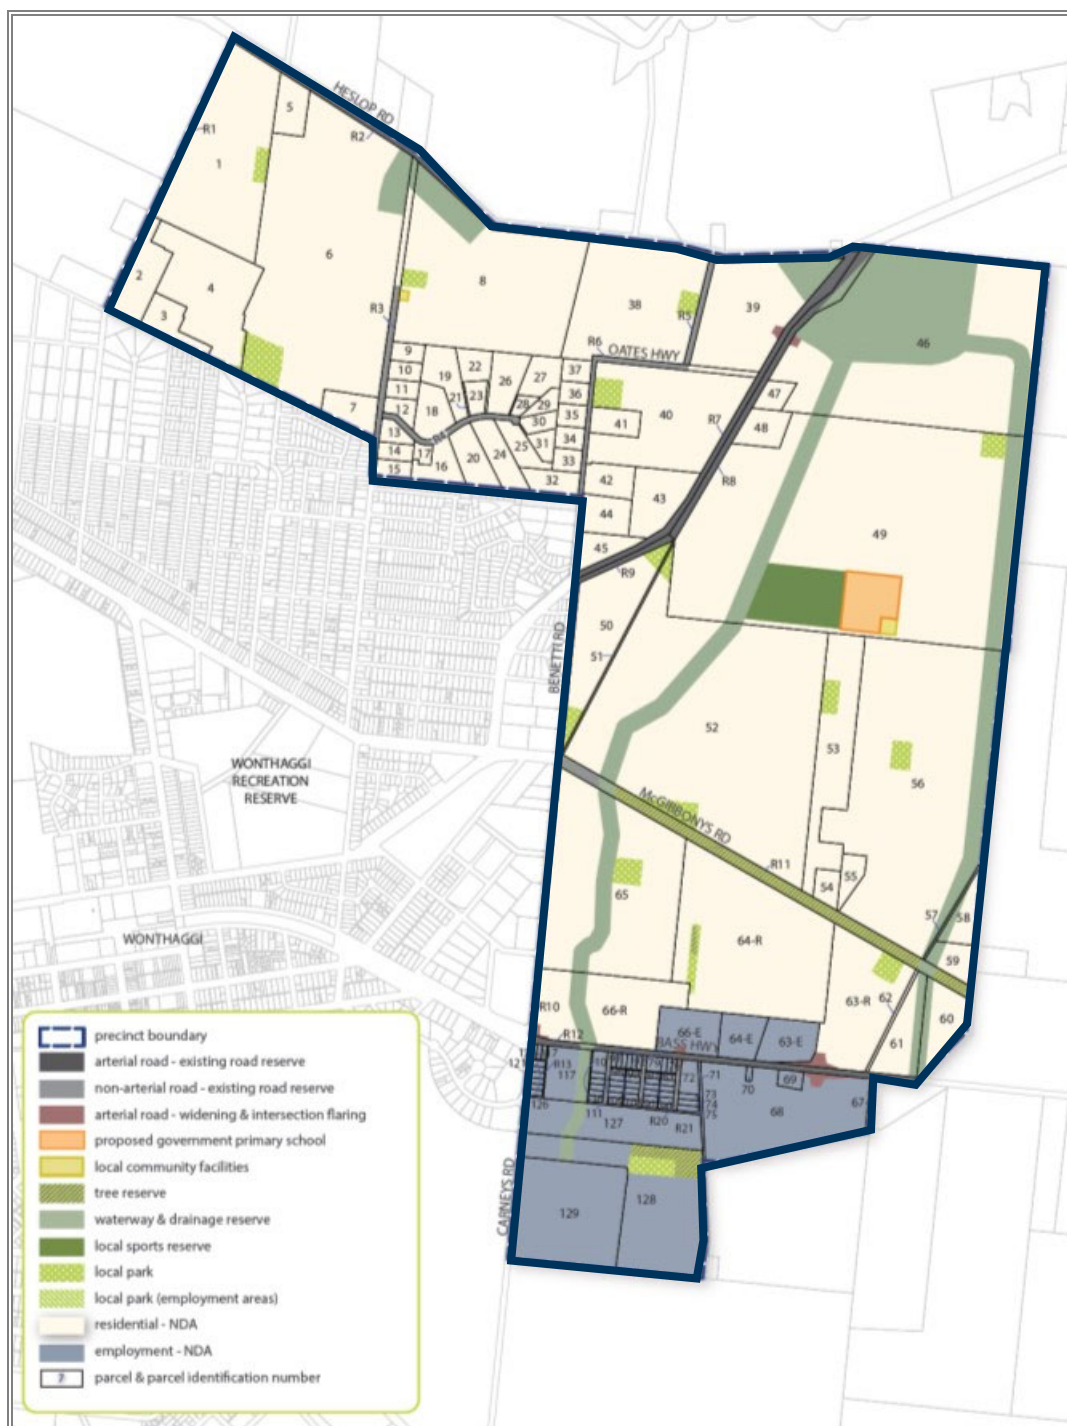 HESLOP RD
5
R2
R1
1
6
2
4
8
3
R3
38
39
R5
R6
OATES HWY
46
9
10
11
12
13
14
15
7
19
22
21
23
26
27
37
28
29
36
18
30
35
R4
31
34
17
16
20
24
25
33
32
40
41
47
R7
48
42
43
R8
44
45
R9
49
50
51
BENETTI RD
52
53
56
WONTHAGGI
RECREATION
RESERVE
McGIBBONYS RD
R11
54
55
65
57
58
WONTHAGGI
64-R
59
63-R
62
60
61
R10
66-R
R12
66-E
BASS HWY
64-E
63-E
121
R13
117
79
72
71
70
69
73
74
75
68
67
126
111
127
R20
R21
CARNEYS RD
129
128
precinct boundary
arterial road - existing road reserve
non-arterial road - existing road reserve
arterial road - widening & intersection flaring
proposed government primary school
local community facilities
tree reserve
waterway & drainage reserve
local sports reserve
local park
local park (employment areas)
residential - NDA
employment - NDA
7 parcel & parcel identification number